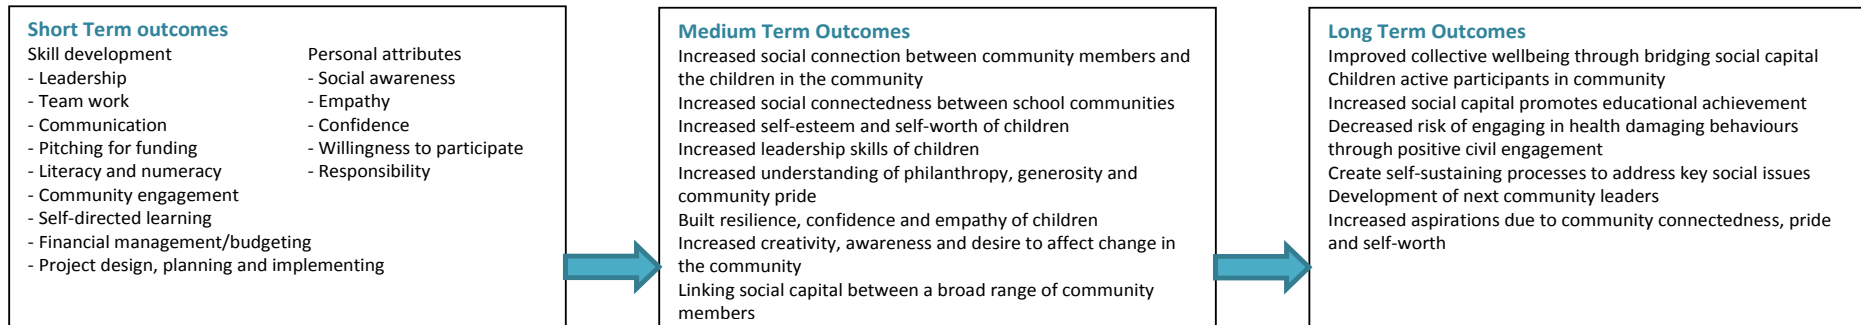 Short Term outcomes
Skill development
- Leadership
- Team work
- Communication
- Pitching for funding
- Literacy and numeracy
- Community engagement
- Self-directed learning
- Financial management/budgeting
- Project design, planning and implementing
Personal attributes
- Social awareness
- Empathy
- Confidence
- Willingness to participate
- Responsibility
Medium Term Outcomes
Increased social connection between community members and
the children in the community
Increased social connectedness between school communities
Increased self-esteem and self-worth of children
Increased leadership skills of children
Increased understanding of philanthropy, generosity and
community pride
Built resilience, confidence and empathy of children
Increased creativity, awareness and desire to affect change in
the community
Linking social capital between a broad range of community
members
Long Term Outcomes
Improved collective wellbeing through bridging social capital
Children active participants in community
Increased social capital promotes educational achievement
Decreased risk of engaging in health damaging behaviours
through positive civil engagement
Create self-sustaining processes to address key social issues
Development of next community leaders
Increased aspirations due to community connectedness, pride
and self-worth